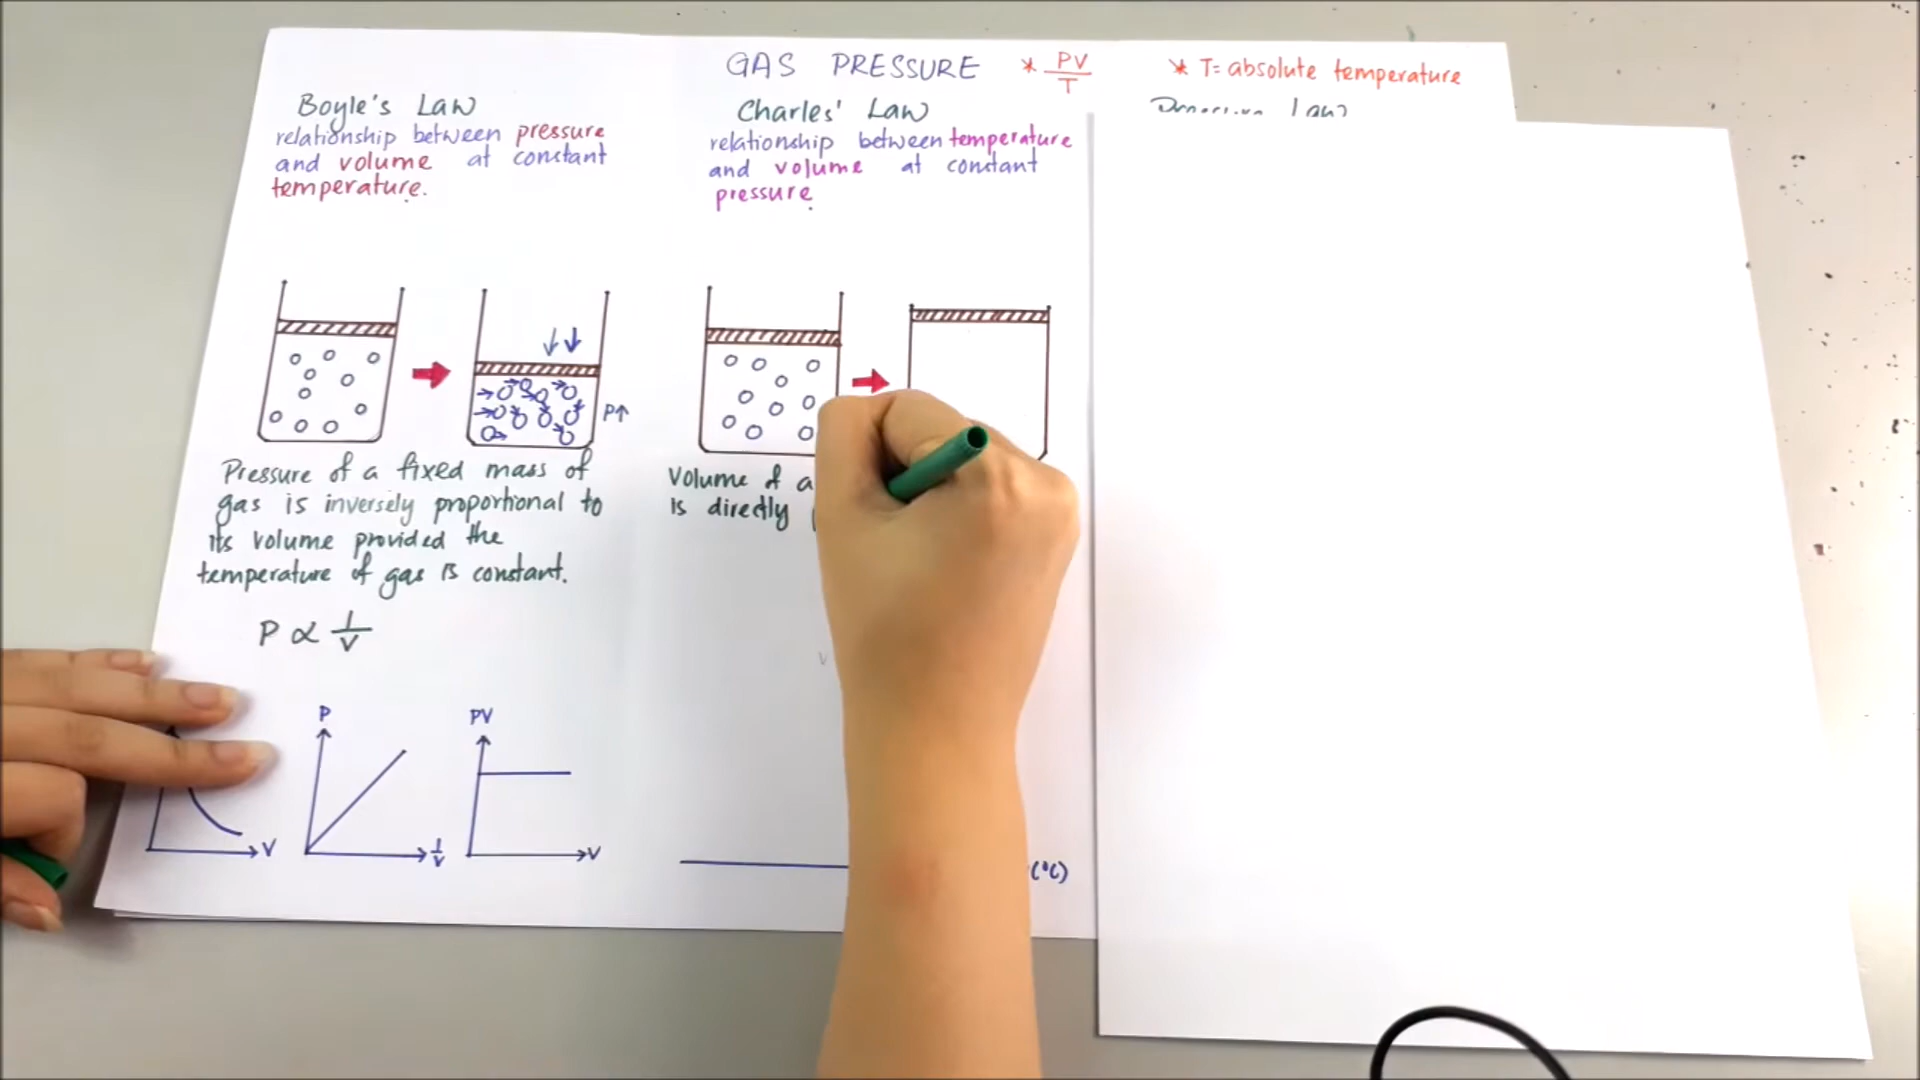 GAS PRESSURE * PV/T
* T = absolute temperature
Boyle's Law
relationship between pressure
and volume at constant
temperature.
P↑
Pressure of a fixed mass of
gas is inversely proportional to
its volume provided the
temperature of gas is constant.
P ∝ 1/V
V
P
1/V
PV
V
Charles' Law
relationship between temperature
and volume at constant
pressure.
Volume of a
is directly
(°C)
Law